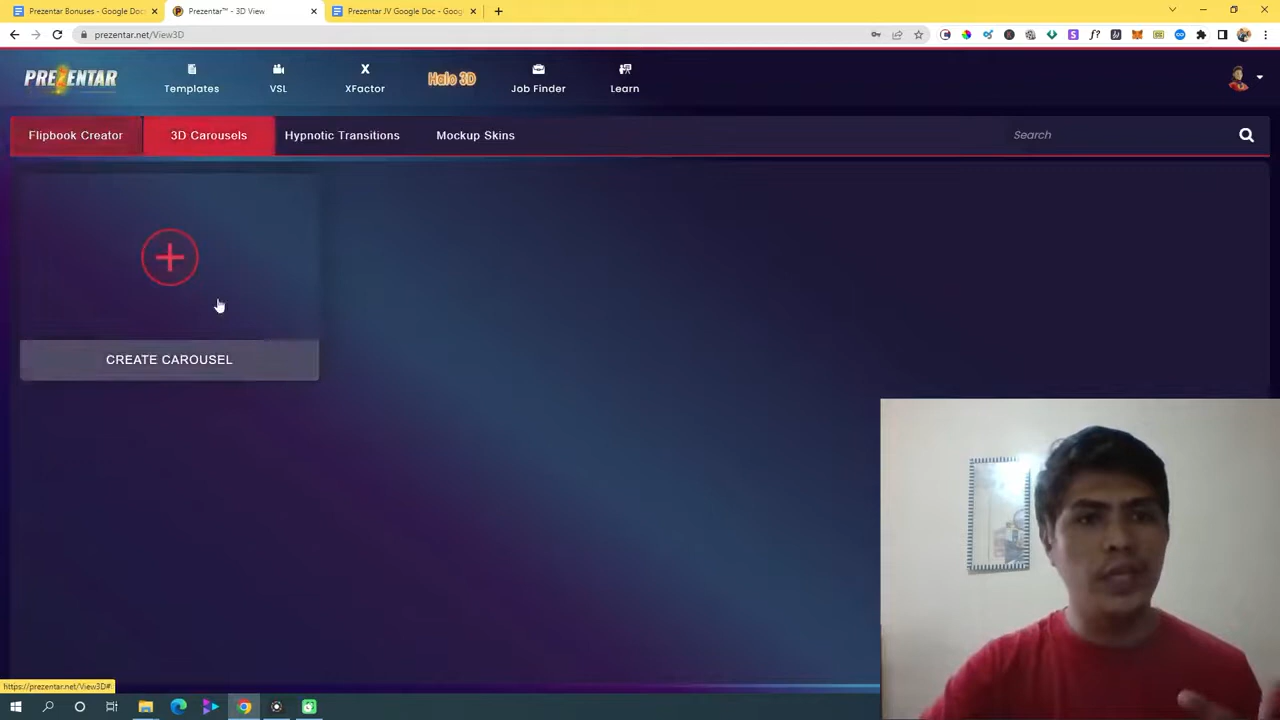 Prezentar Bonuses - Google Doc
Prezentar™ - 3D View
Prezentar JV Google Doc - Goog
prezentar.net/View3D
PREZENTAR
Templates
VSL
XFactor
Halo 3D
Job Finder
Learn
Flipbook Creator
3D Carousels
Hypnotic Transitions
Mockup Skins
Search
CREATE CAROUSEL
https://prezentar.net/View3D#